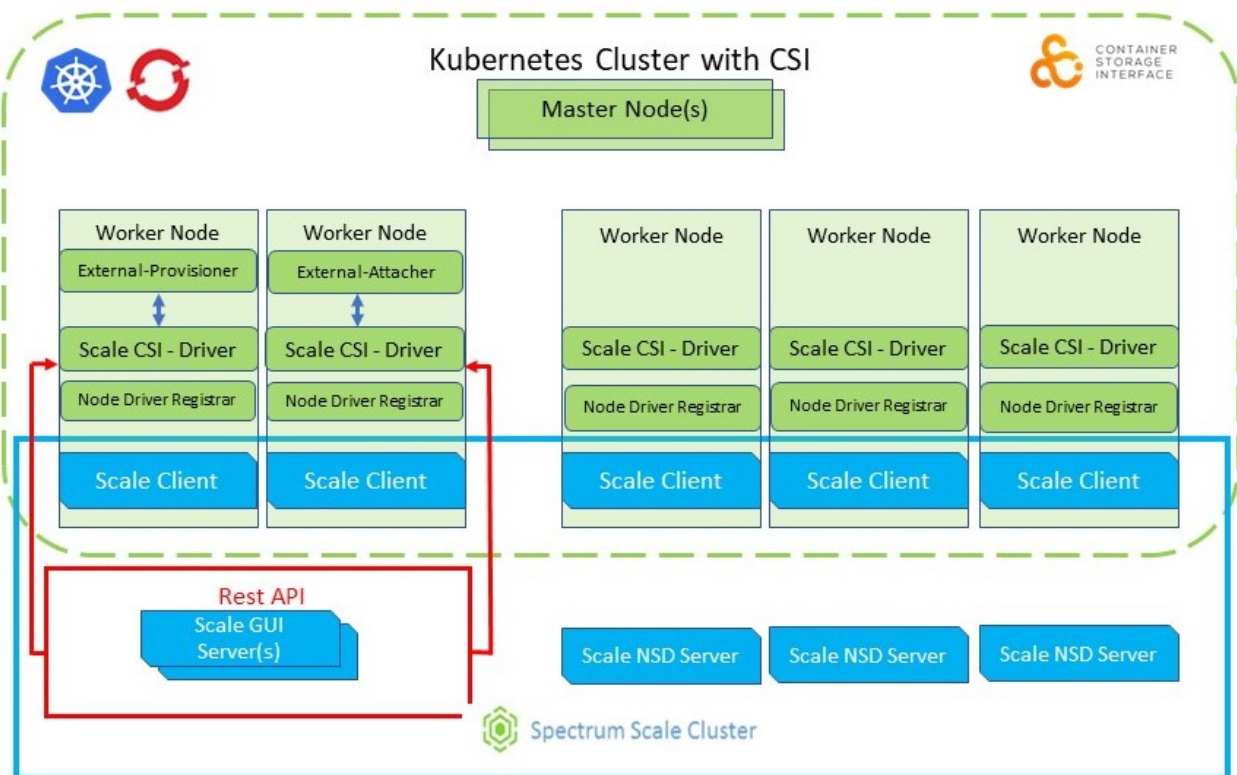 Kubernetes Cluster with CSI
CONTAINER
STORAGE
INTERFACE
Master Node(s)
Worker Node
Worker Node
Worker Node
Worker Node
Worker Node
External-Provisioner
External-Attacher
Scale CSI - Driver
Scale CSI - Driver
Scale CSI - Driver
Scale CSI - Driver
Scale CSI - Driver
Node Driver Registrar
Node Driver Registrar
Node Driver Registrar
Node Driver Registrar
Node Driver Registrar
Scale Client
Scale Client
Scale Client
Scale Client
Scale Client
Rest API
Scale GUI
Server(s)
Scale NSD Server
Scale NSD Server
Scale NSD Server
Spectrum Scale Cluster